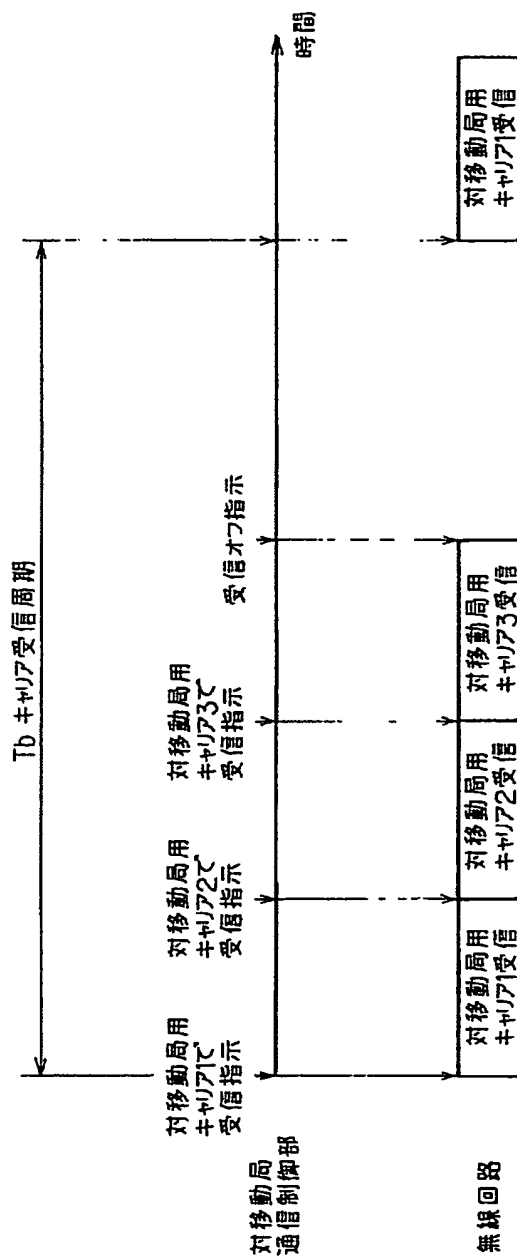 Tb キャリア受信周期
対移動局用
キャリア1で
受信指示
対移動局用
キャリア2で
受信指示
対移動局用
キャリア3で
受信指示
受信オフ指示
対移動局
通信制御部
時間
無線回路
対移動局用
キャリア1受信
対移動局用
キャリア2受信
対移動局用
キャリア3受信
対移動局用
キャリア1受信